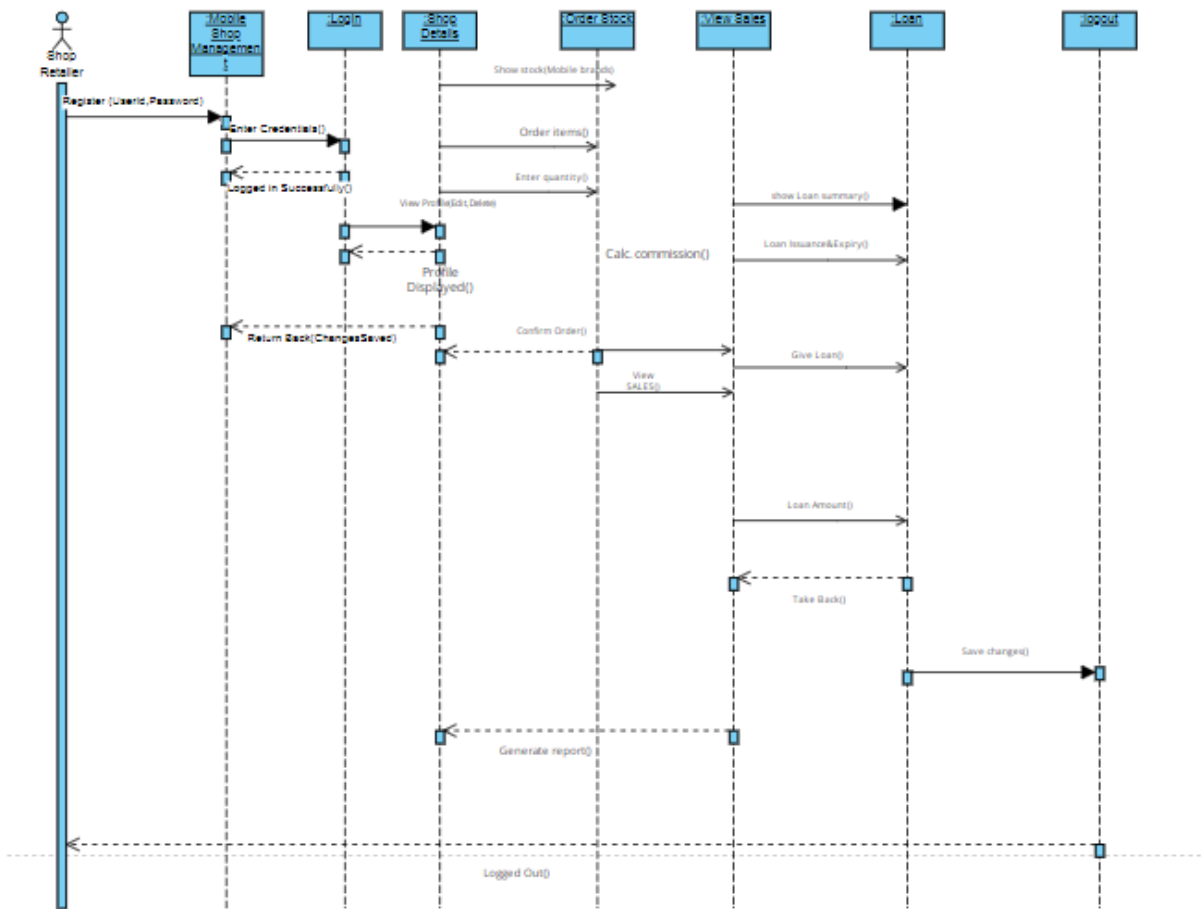 :Mobile
Shop
Managemen
t
:Login
:Shop
Details
:Order Stock
:View Sales
:Loan
:logout
Shop
Retailer
Show stock(Mobile brands)
Register (UserId,Password)
Enter Credentials()
Order items()
Logged in Successfully()
Enter quantity()
View Profile(Edit,Delete)
show Loan summary()
Loan Issuance&Expiry()
Calc. commission()
Profile
Displayed()
Return Back(ChangesSaved)
Confirm Order()
Give Loan()
View
SALES()
Loan Amount()
Take Back()
Save changes()
Generate report()
Logged Out()